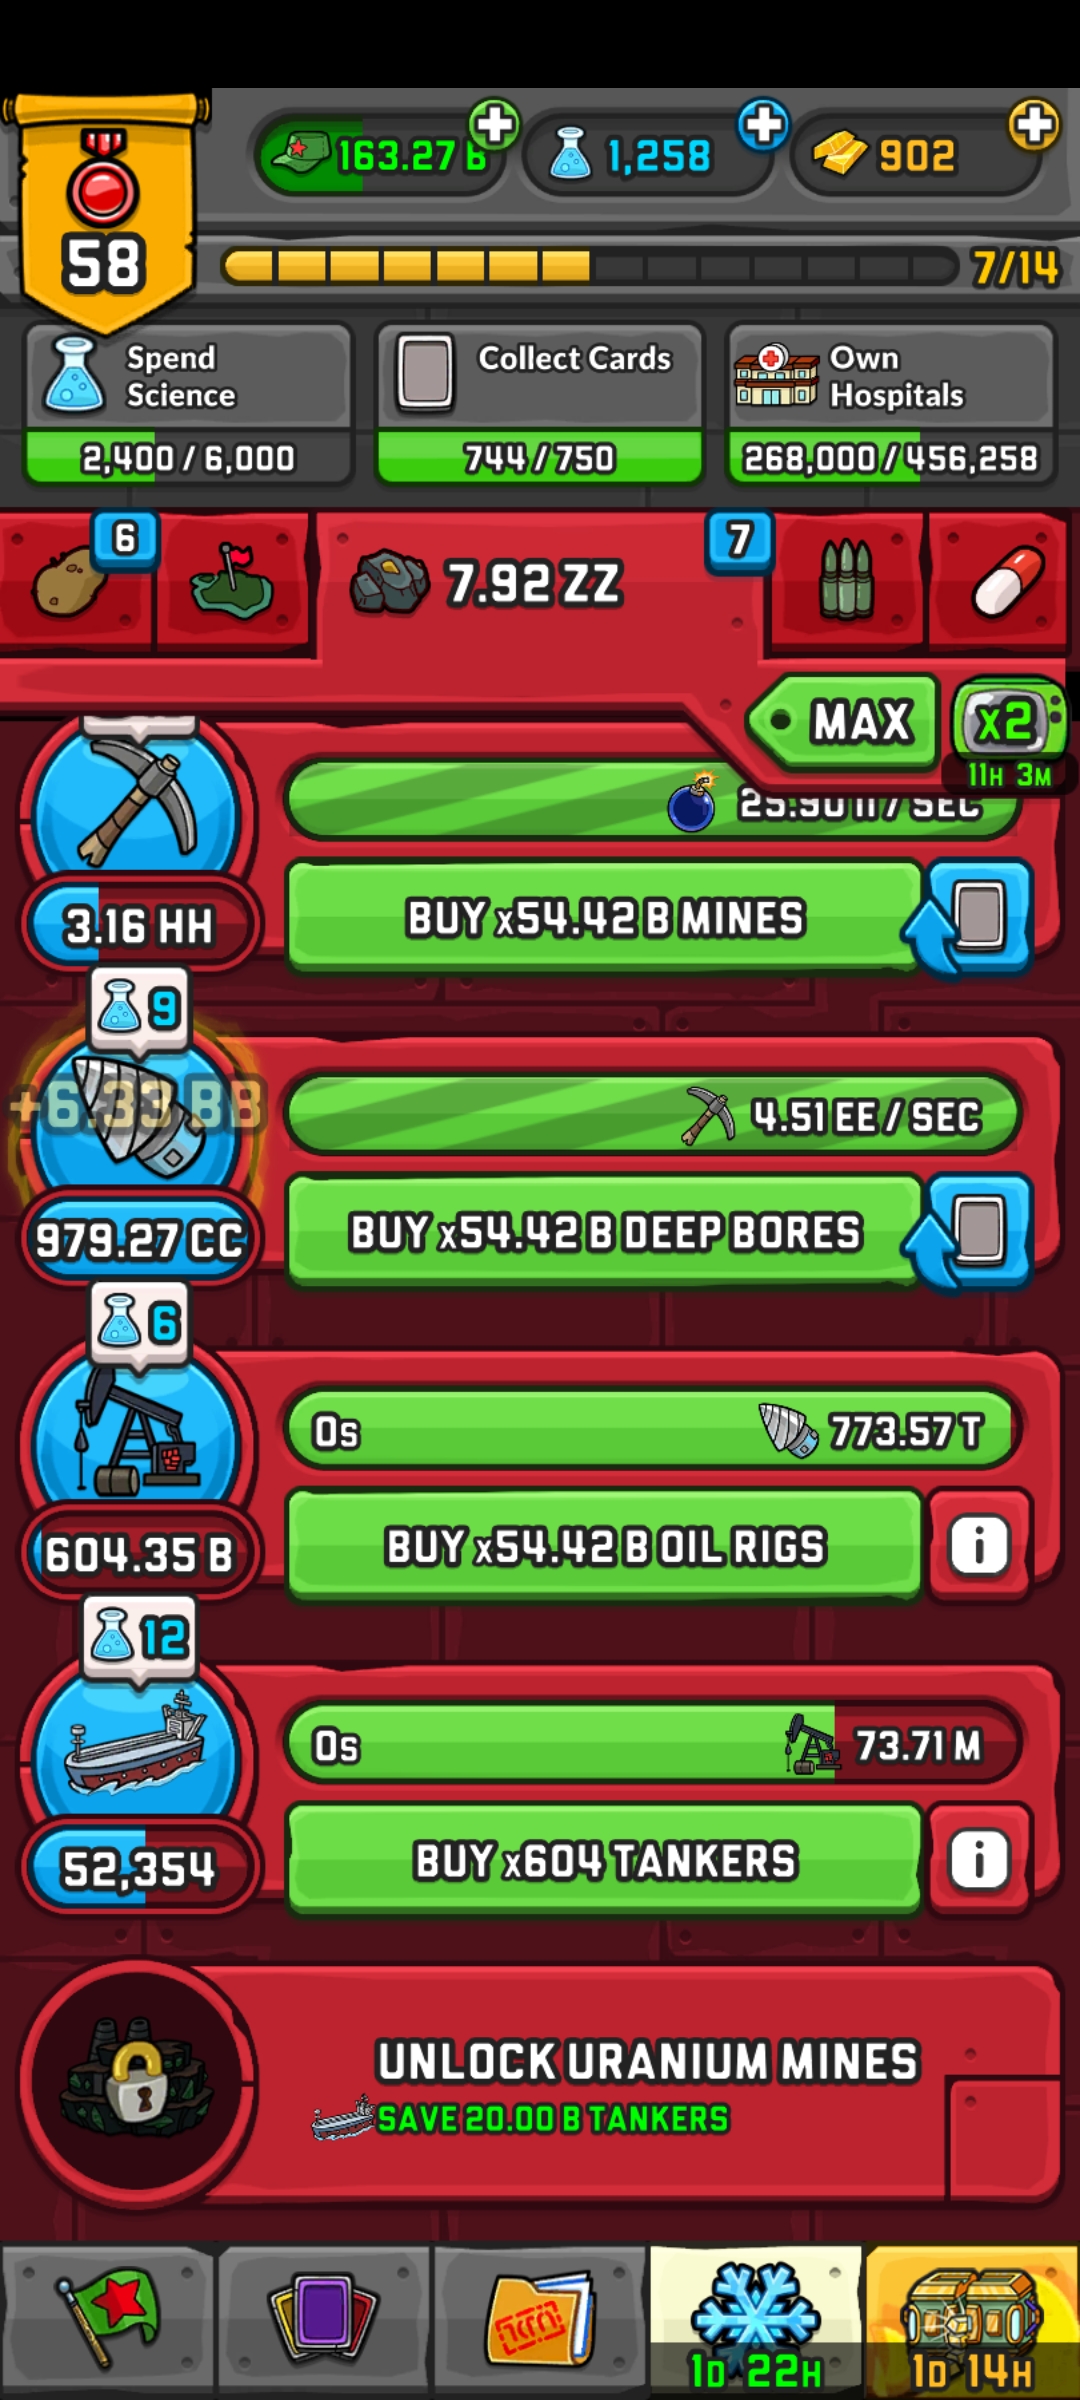 163.27 B
1,258
902
58
7/14
Spend
Science
2,400 / 6,000
Collect Cards
744 / 750
Own
Hospitals
268,000 / 456,258
6
7.92 ZZ
7
MAX
x2
11H 3M
3.16 HH
BUY x54.42 B MINES
9
+6.33 BB
4.51 EE / SEC
979.27 CC
BUY x54.42 B DEEP BORES
6
0s
773.57 T
604.35 B
BUY x54.42 B OIL RIGS
i
12
0s
73.71 M
52,354
BUY x604 TANKERS
i
UNLOCK URANIUM MINES
SAVE 20.00 B TANKERS
1D 22H
1D 14H